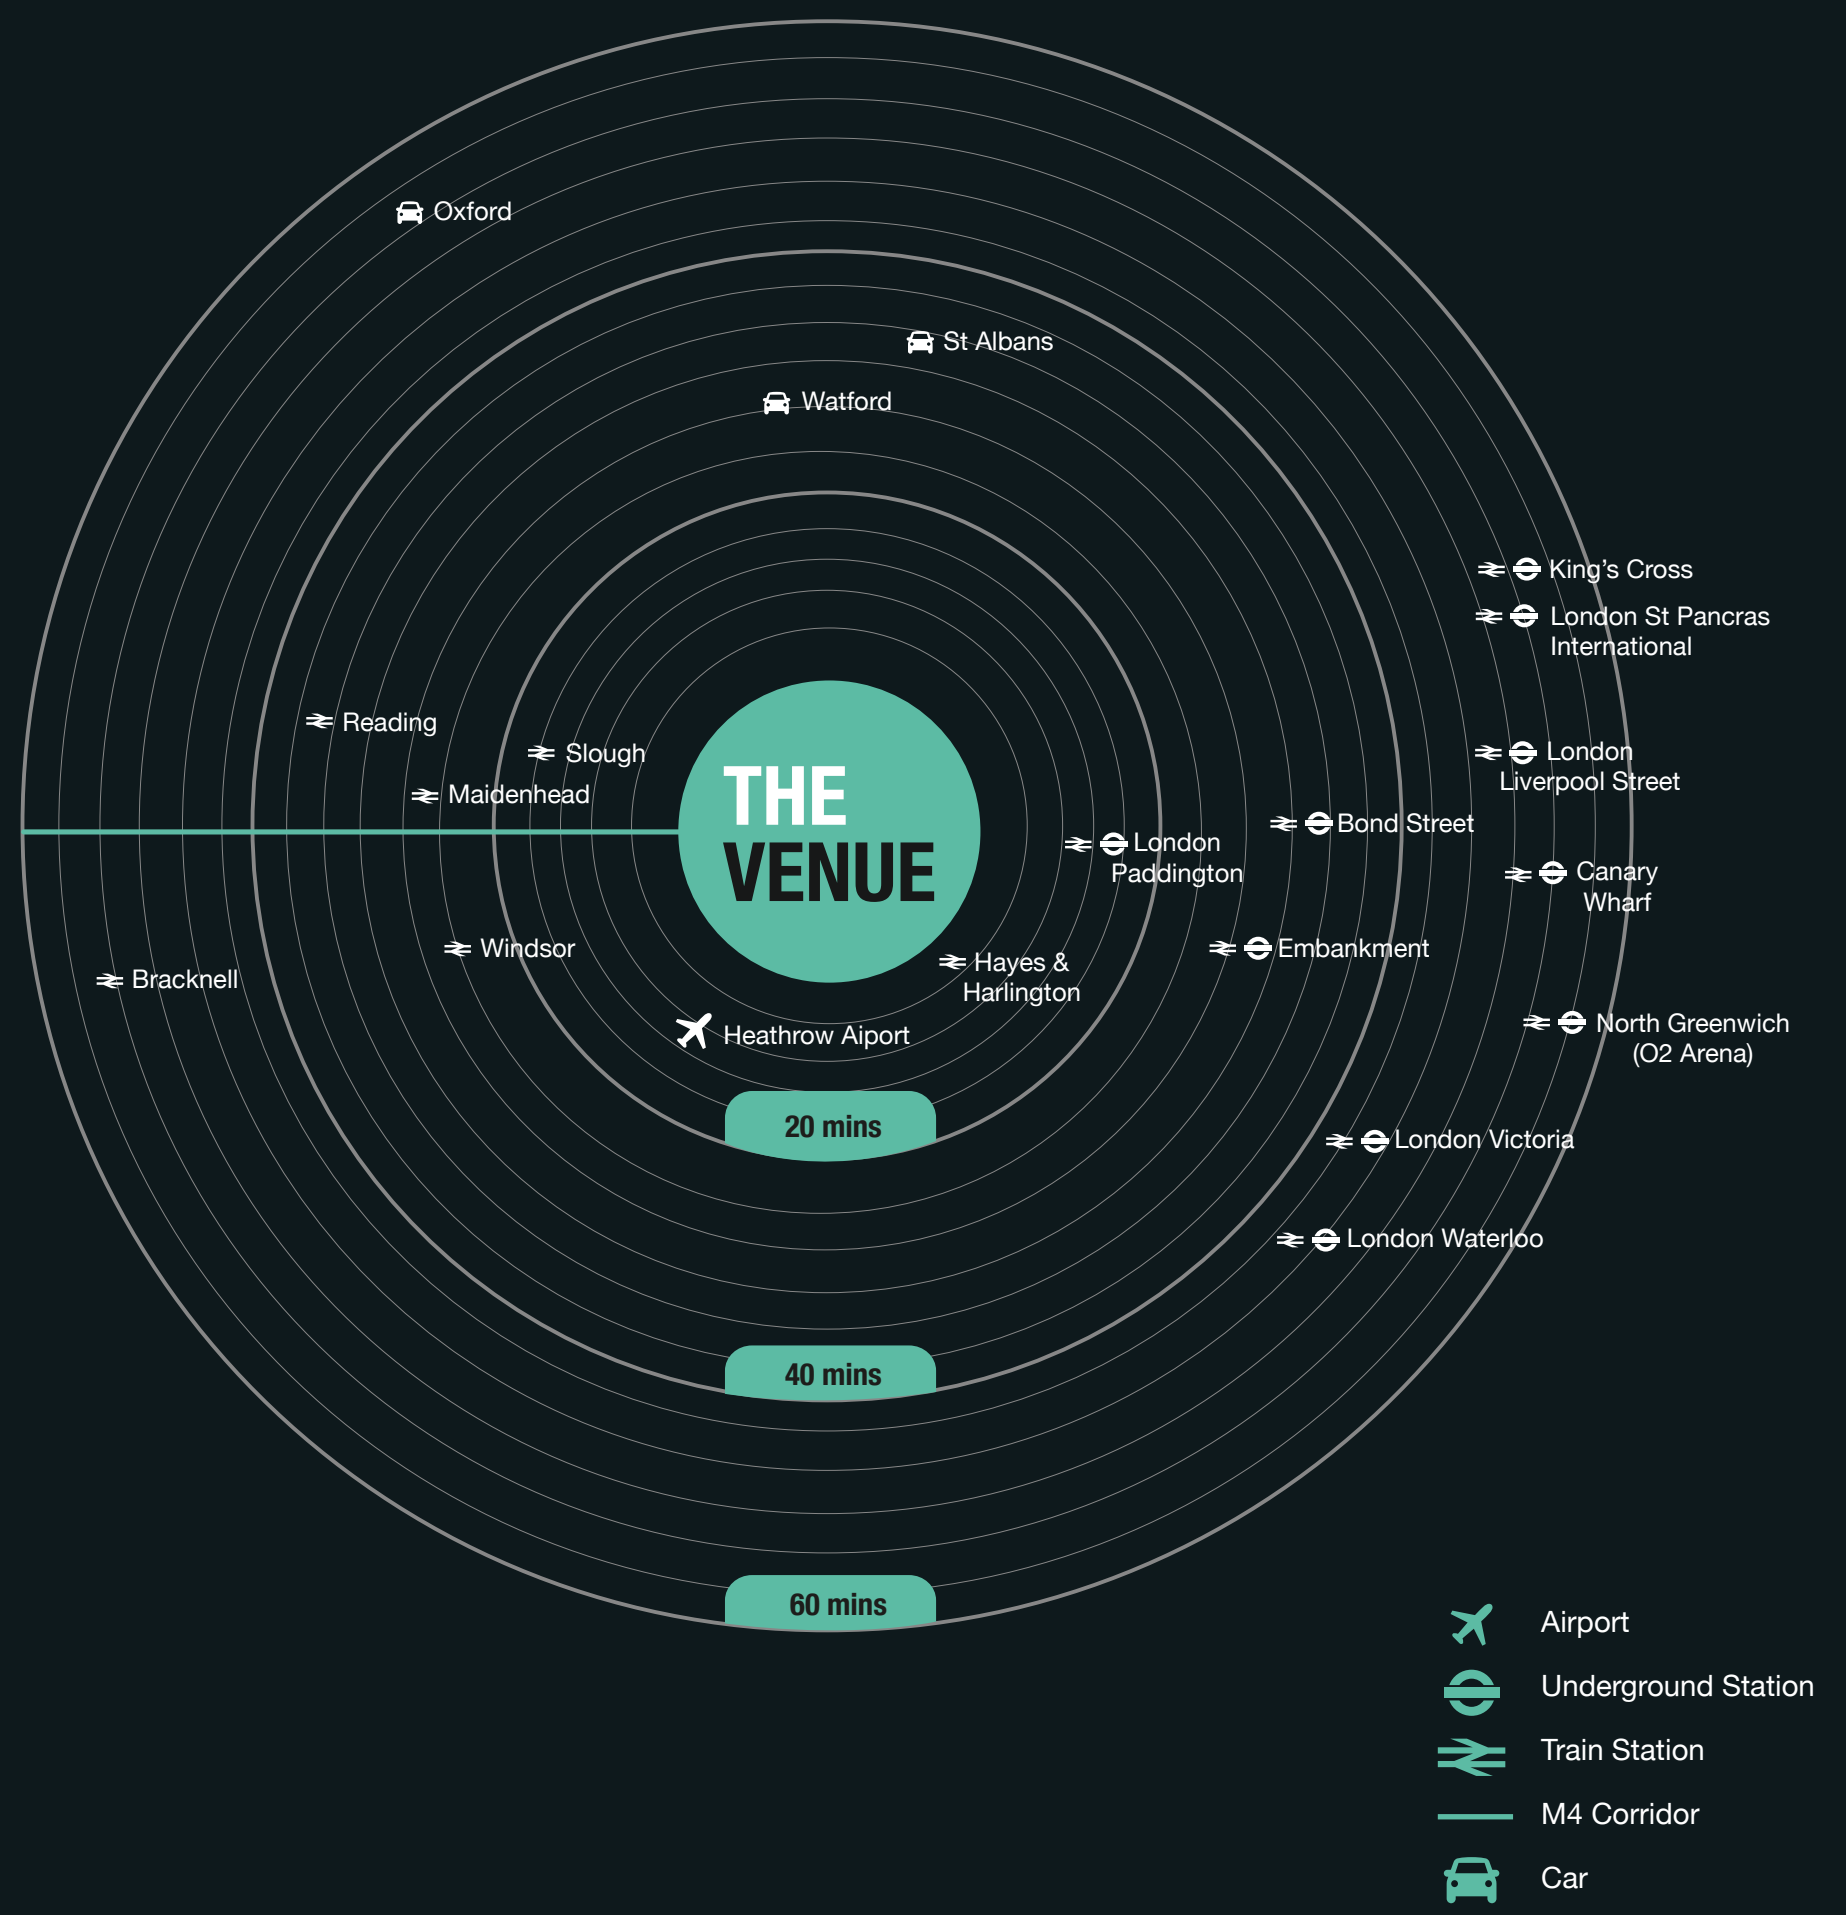 Oxford
St Albans
Watford
King's Cross
London St Pancras
International
Reading
Slough
London
Liverpool Street
Maidenhead
THE
VENUE
Bond Street
London
Paddington
Canary
Wharf
Windsor
Embankment
Hayes &
Harlington
Bracknell
North Greenwich
(O2 Arena)
Heathrow Aiport
20 mins
London Victoria
London Waterloo
40 mins
60 mins
Airport
Underground Station
Train Station
M4 Corridor
Car